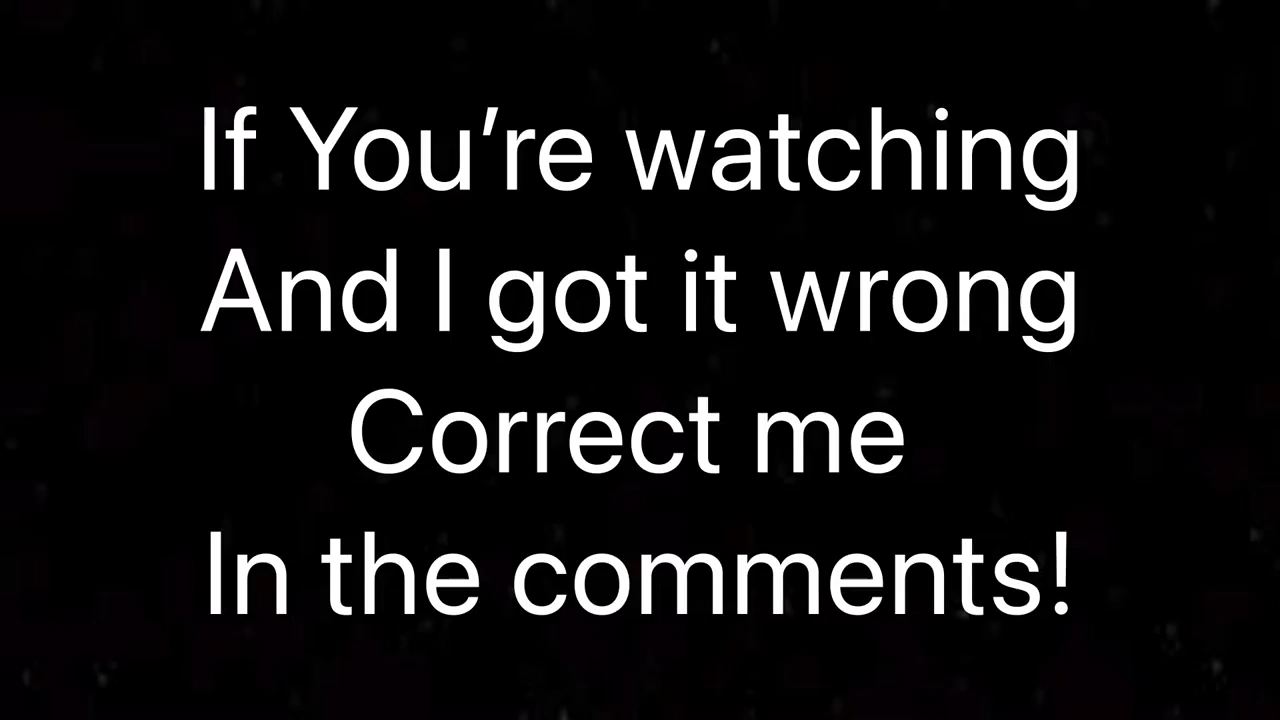 If You’re watching
And I got it wrong
Correct me
In the comments!